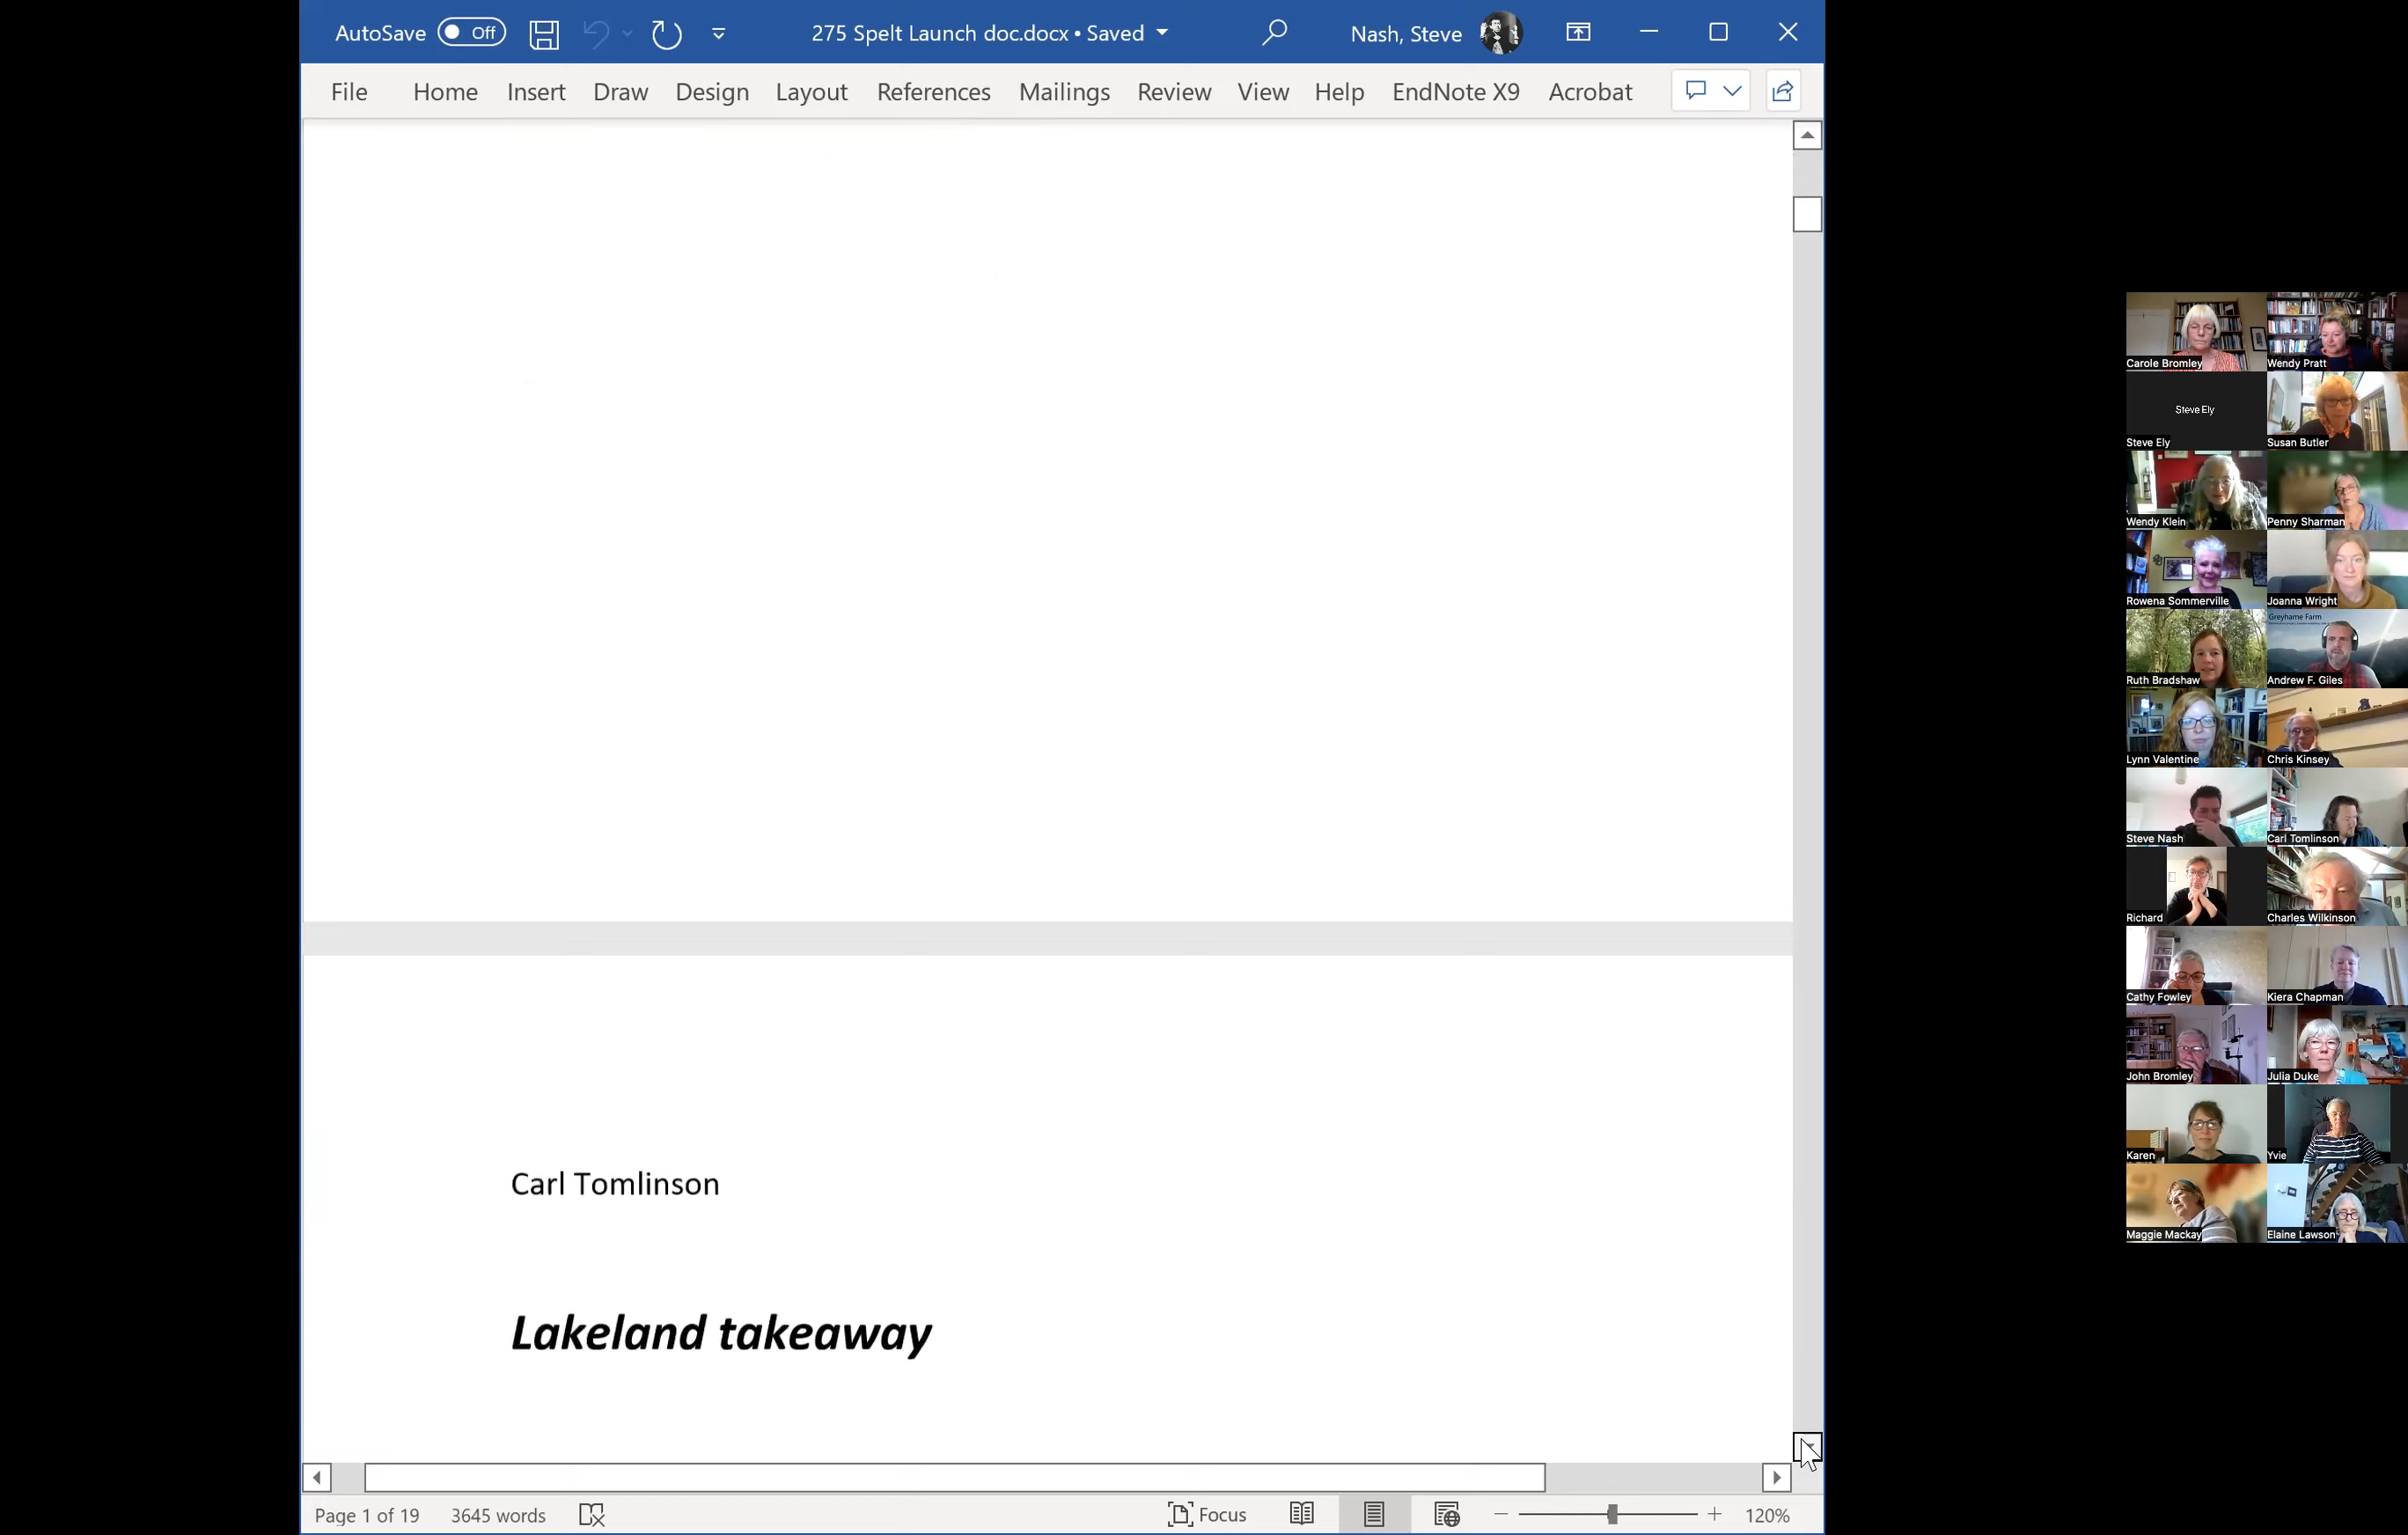 AutoSave Off 275 Spelt Launch doc.docx • Saved Nash, Steve
File Home Insert Draw Design Layout References Mailings Review View Help EndNote X9 Acrobat
Carl Tomlinson
Lakeland takeaway
Page 1 of 19 3645 words Focus 120%
Carole Bromley Wendy Pratt
Steve Ely
Steve Ely Susan Butler
Wendy Klein Penny Sharman
Rowena Sommerville Joanna Wright
Greyhame Farm
Ruth Bradshaw Andrew F. Giles
Lynn Valentine Chris Kinsey
Steve Nash Carl Tomlinson
Richard Charles Wilkinson
Cathy Fowley Kiera Chapman
John Bromley Julia Duke
Karen Yvie
Maggie Mackay Elaine Lawson